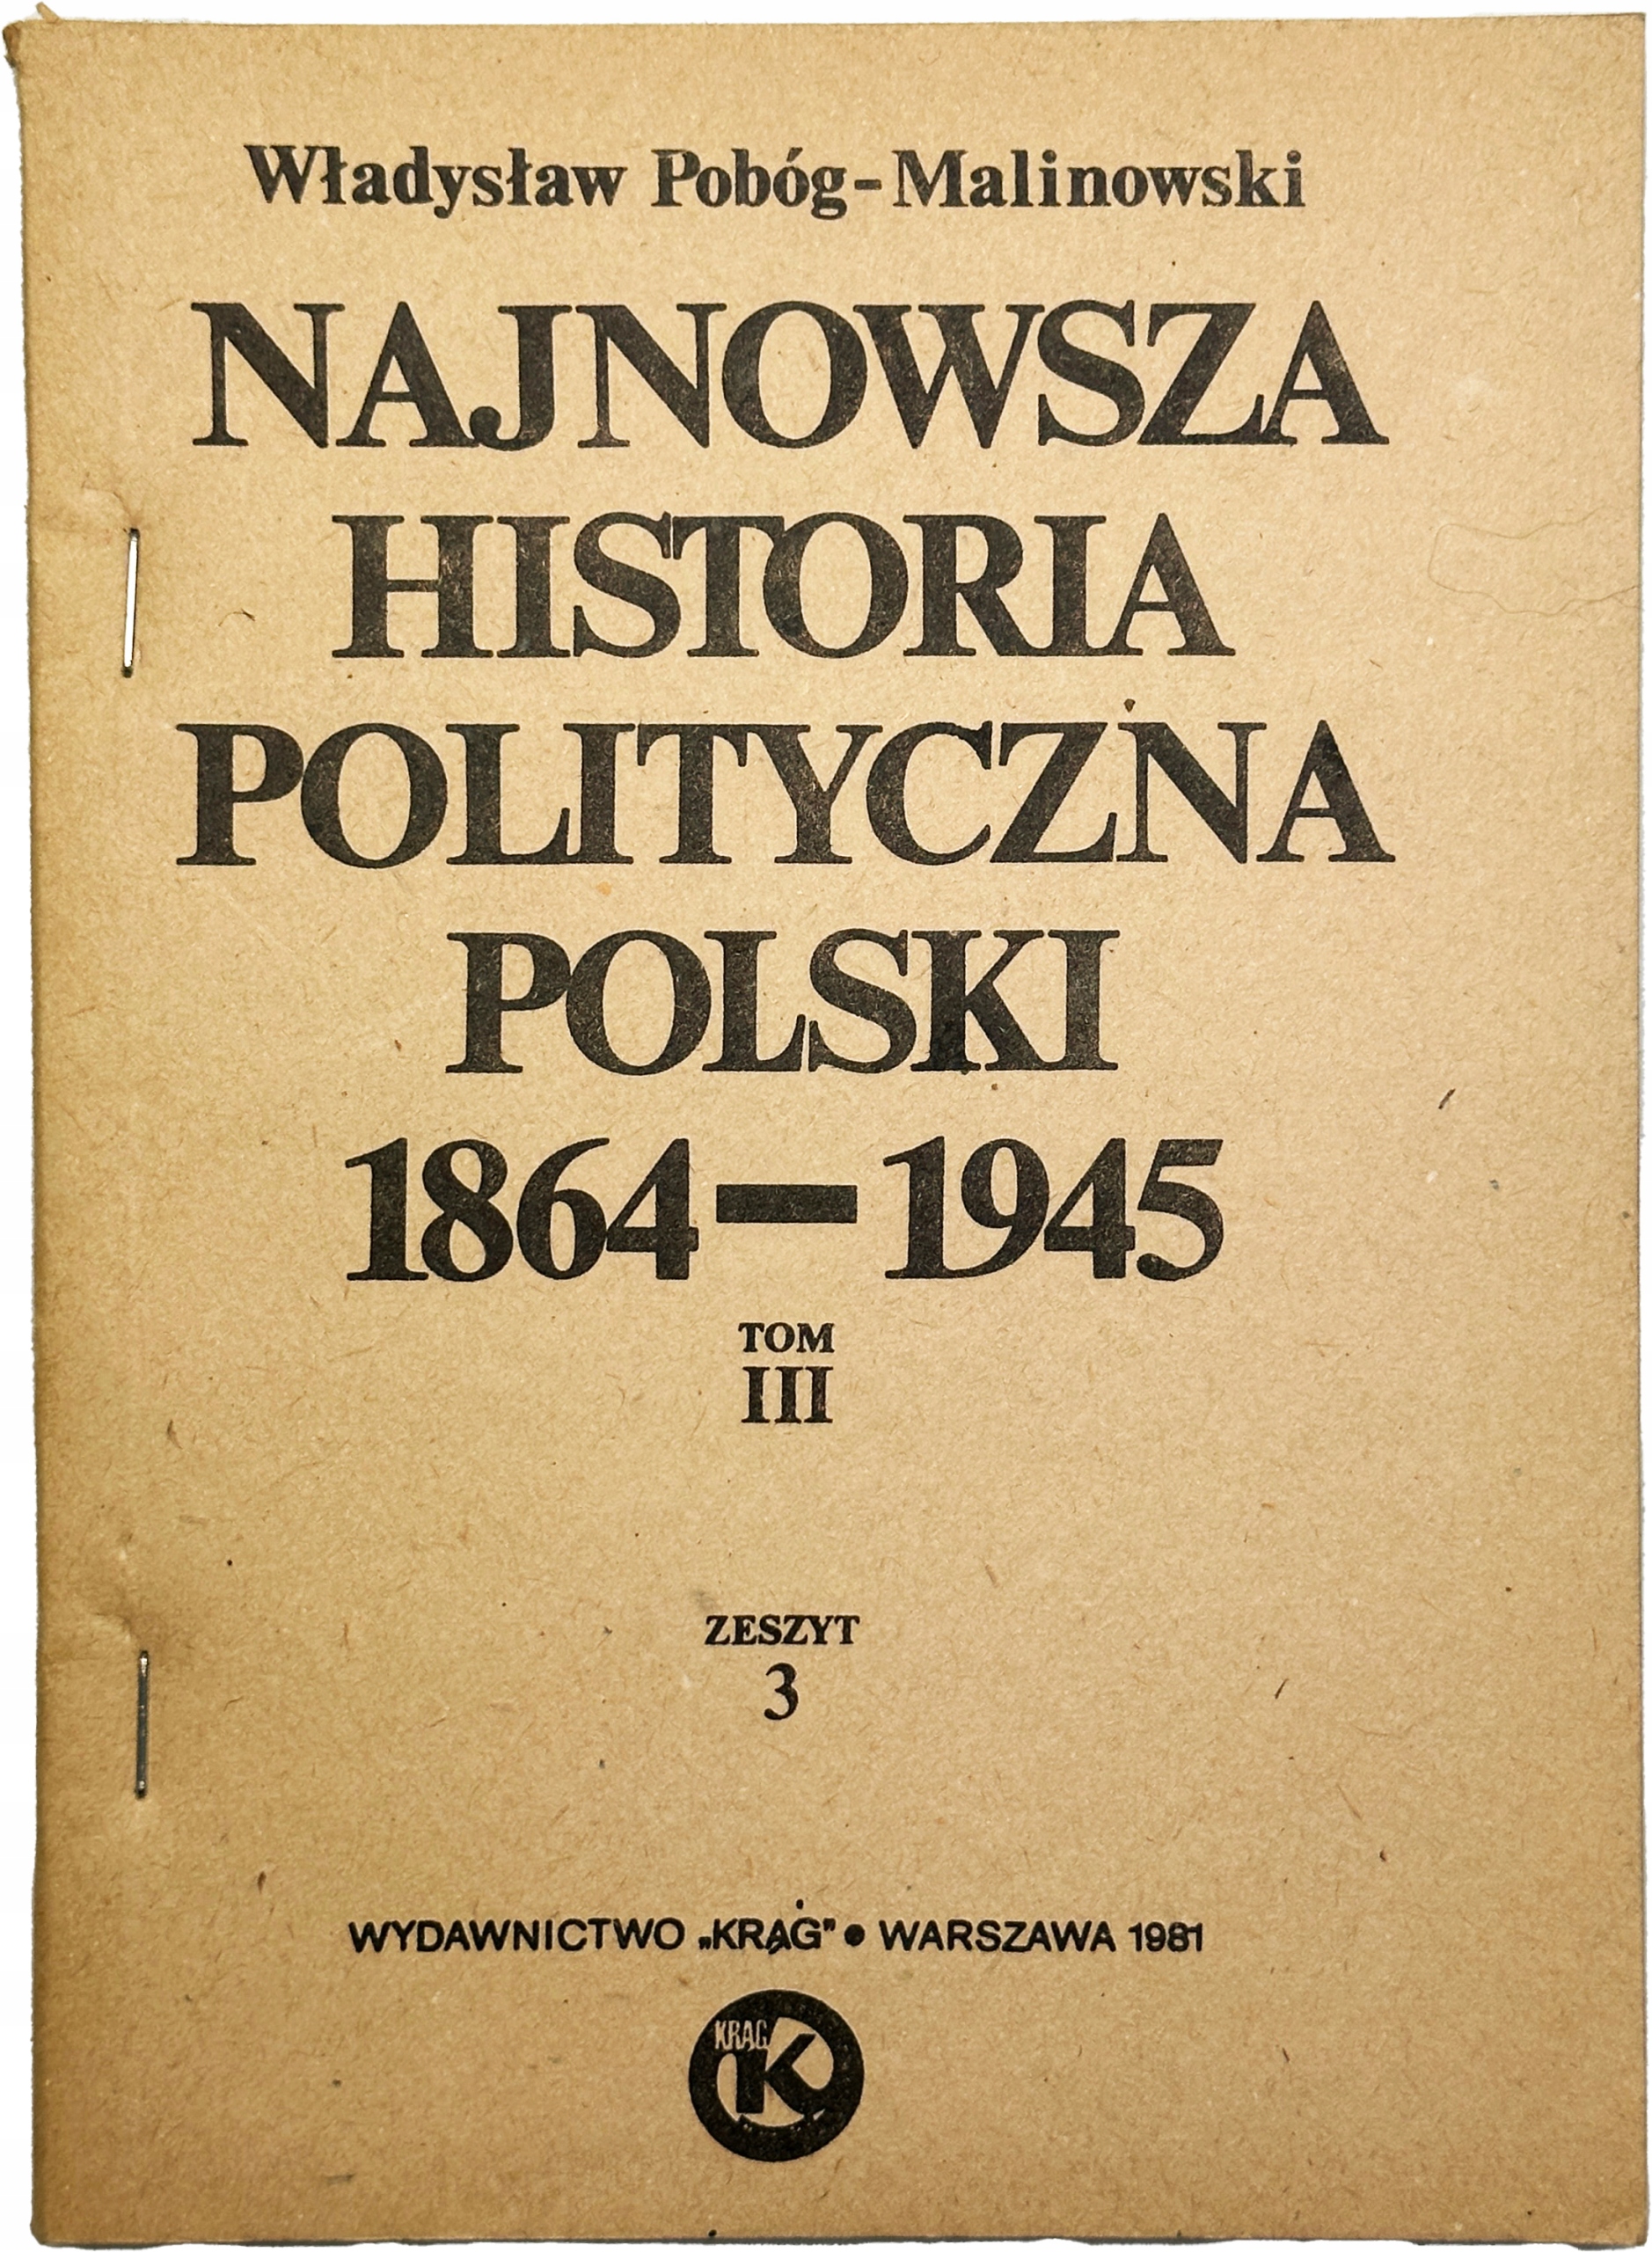 Władysław Pobóg-Malinowski
NAJNOWSZA
HISTORIA
POLITYCZNA
POLSKI
1864–1945
TOM
III
ZESZYT
3
WYDAWNICTWO „KRĄG” • WARSZAWA 1981
KRĄG
K